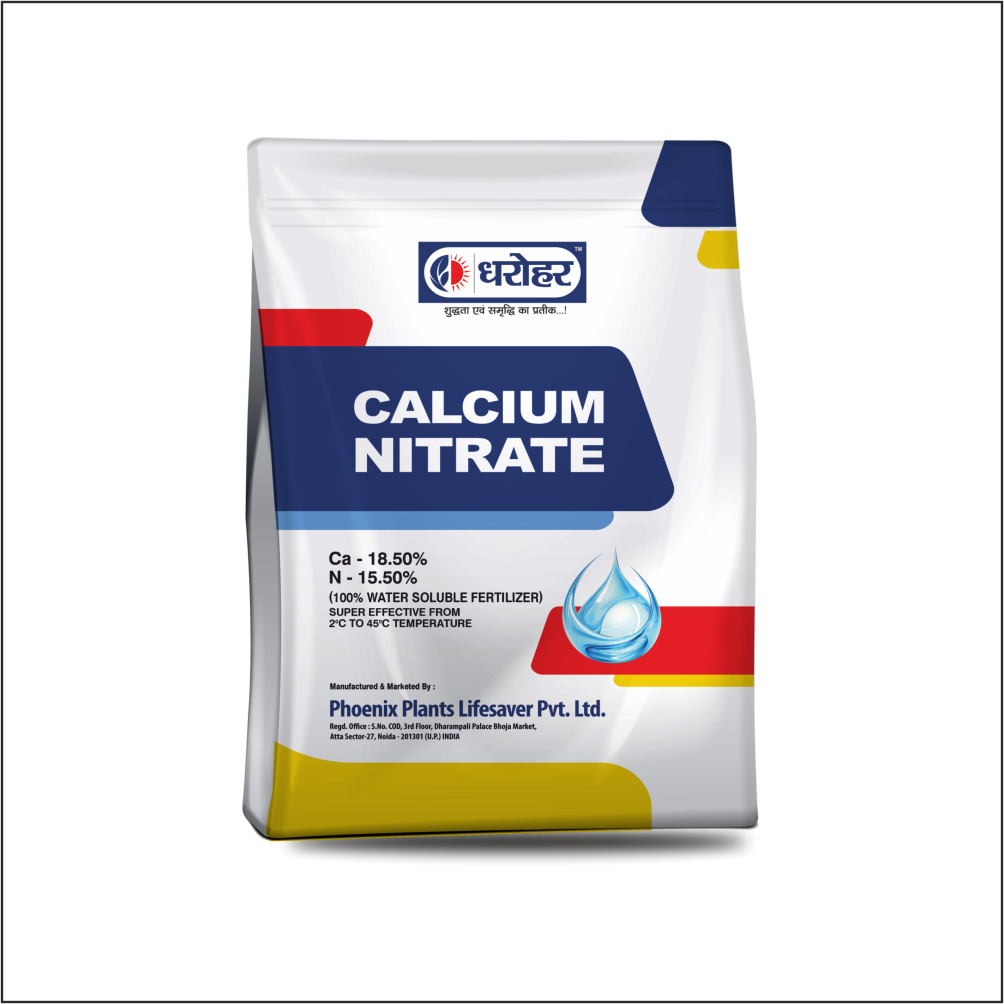 धरोहर TM
शुद्धता एवं समृद्धि का प्रतीक...!
CALCIUM
NITRATE
Ca - 18.50%
N - 15.50%
(100% WATER SOLUBLE FERTILIZER)
SUPER EFFECTIVE FROM
2°C TO 45°C TEMPERATURE
Manufactured & Marketed By :
Phoenix Plants Lifesaver Pvt. Ltd.
Regd. Office : S.No. COD, 3rd Floor, Dharampali Palace Bhoja Market,
Atta Sector-27, Noida - 201301 (U.P.) INDIA